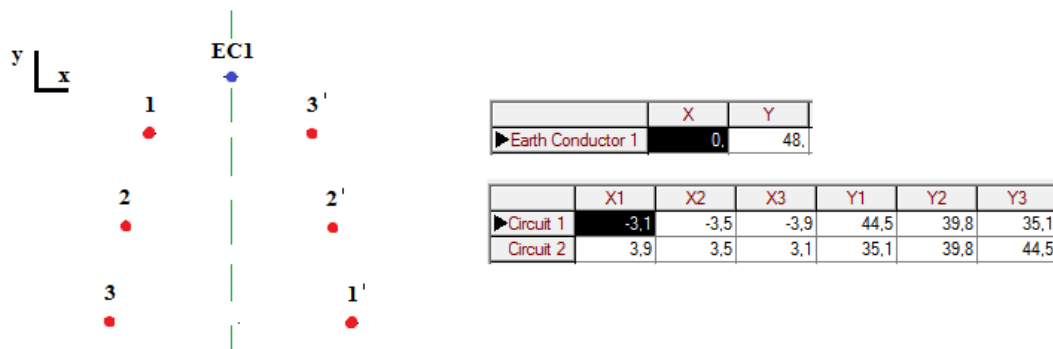 EC1
y
x
1
3'
2
2'
3
1'
X Y
Earth Conductor 1 0, 48,
X1 X2 X3 Y1 Y2 Y3
Circuit 1 -3,1 -3,5 -3,9 44,5 39,8 35,1
Circuit 2 3,9 3,5 3,1 35,1 39,8 44,5